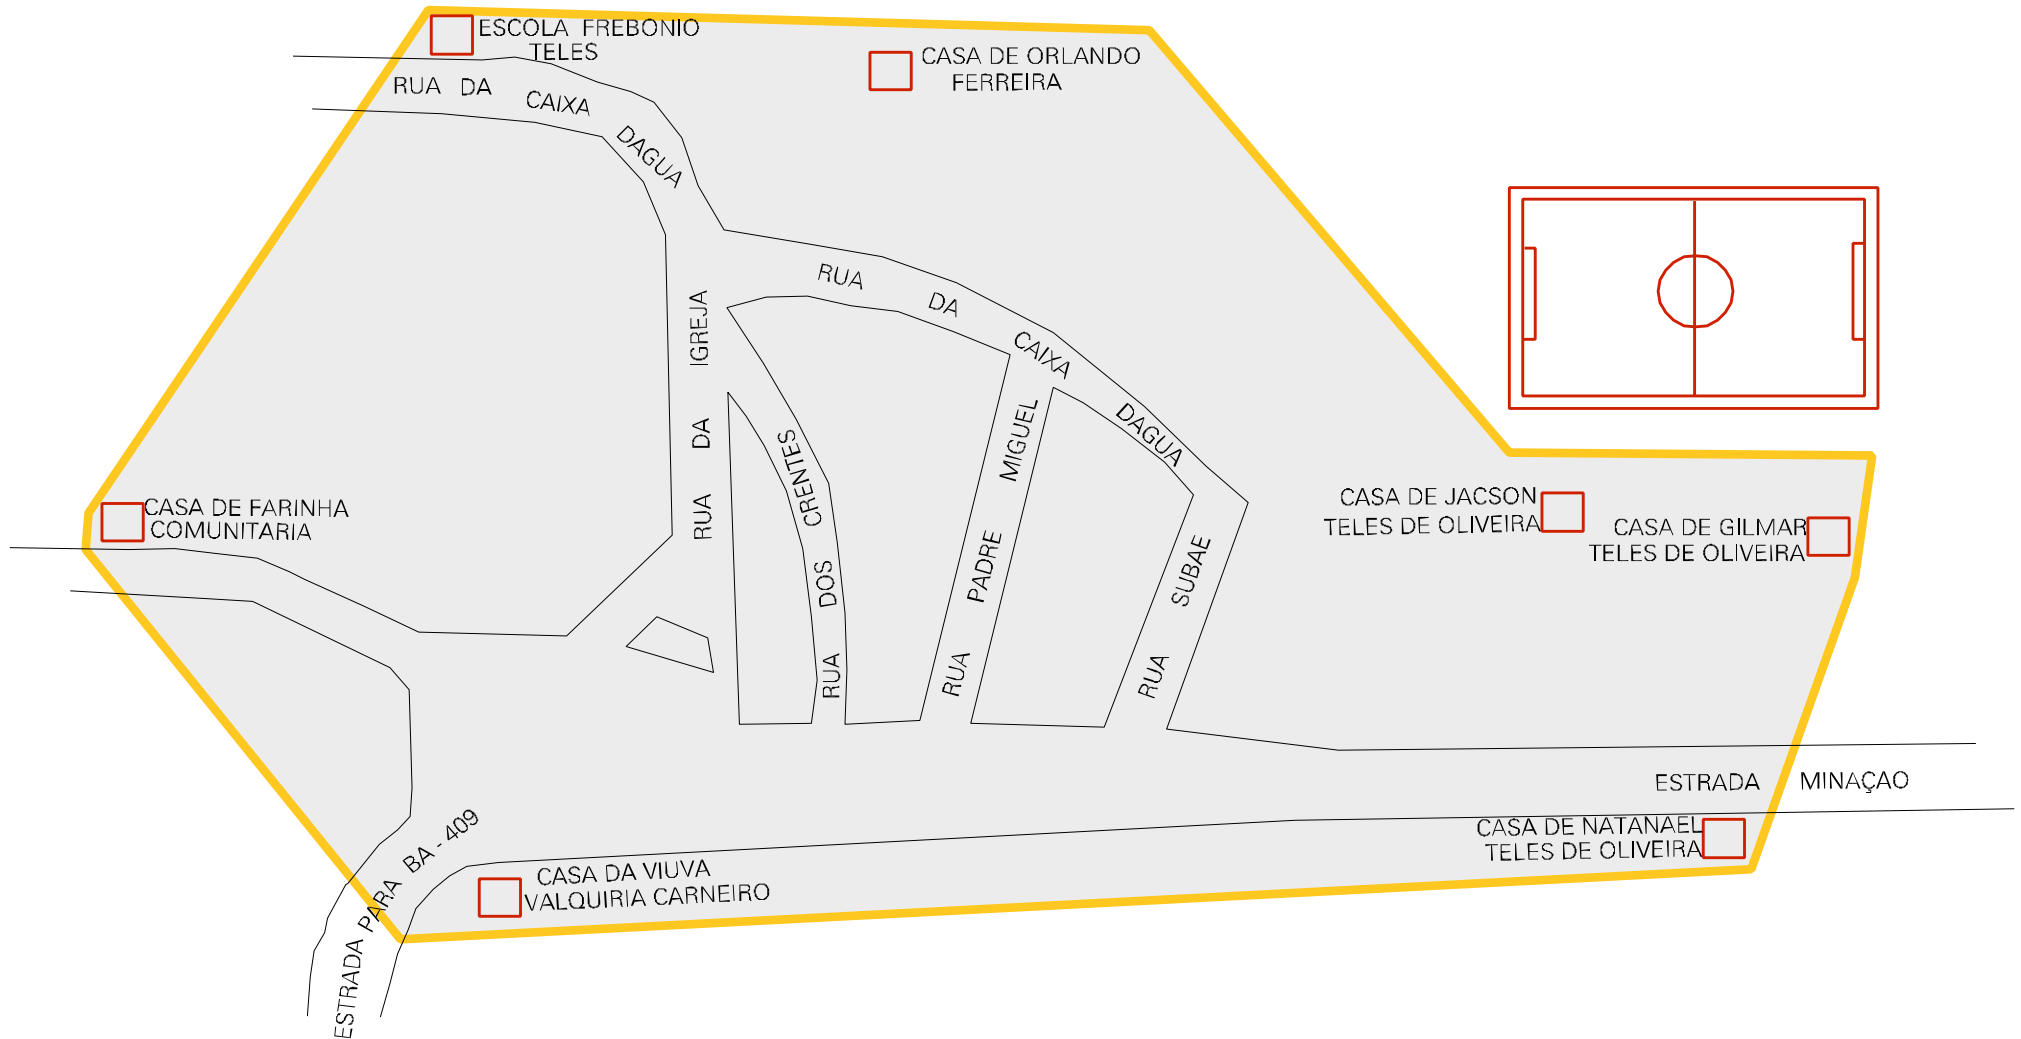 ESCOLA FREBONIO
TELES
CASA DE ORLANDO
FERREIRA
RUA DA CAIXA DAGUA
RUA DA CAIXA DAGUA
RUA DA IGREJA
RUA DOS CRENTES
RUA PADRE MIGUEL
RUA SUBAE
CASA DE FARINHA
COMUNITARIA
CASA DE JACSON
TELES DE OLIVEIRA
CASA DE GILMAR
TELES DE OLIVEIRA
ESTRADA MINAÇAO
CASA DE NATANAEL
TELES DE OLIVEIRA
CASA DA VIUVA
VALQUIRIA CARNEIRO
ESTRADA PARA BA-409